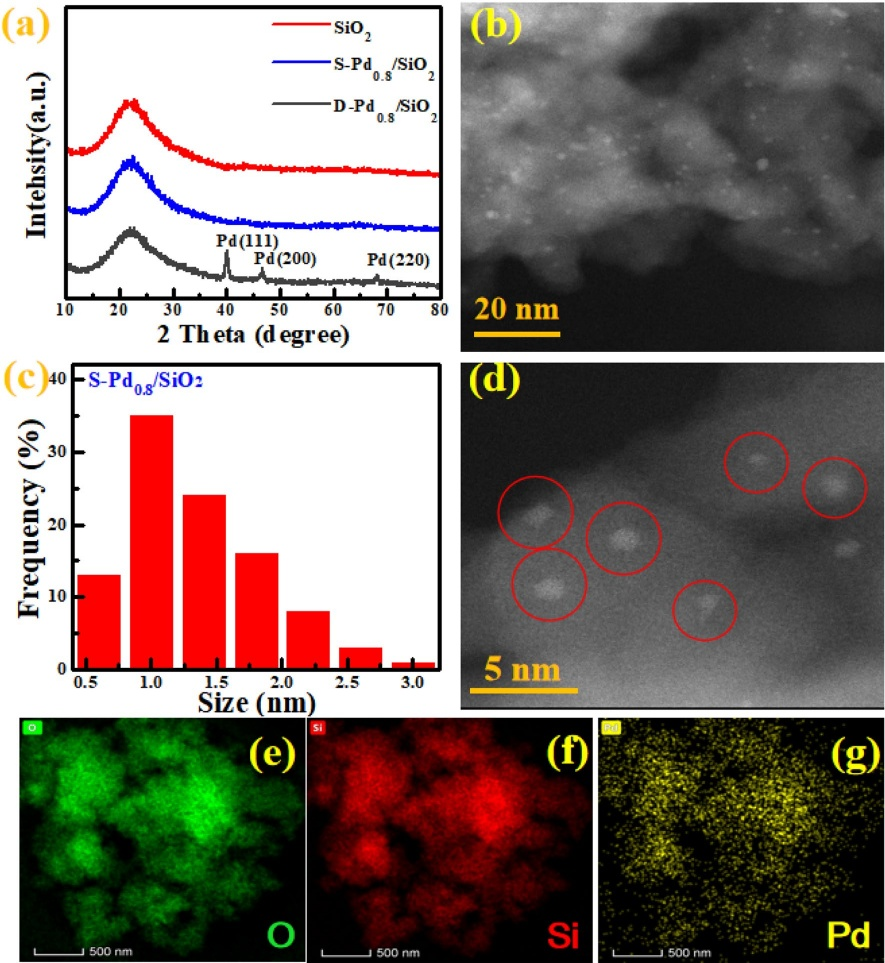 (a)
SiO2
S-Pd0.8/SiO2
D-Pd0.8/SiO2
Intehsity(a.u.)
Pd(111)
Pd(200)
Pd(220)
10 20 30 40 50 60 70 80
2 Theta (degree)
(b)
20 nm
(c)
S-Pd0.8/SiO2
Frequency (%)
40
30
20
10
0
0.5 1.0 1.5 2.0 2.5 3.0
Size (nm)
(d)
5 nm
O
(e)
500 nm
O
Si
(f)
500 nm
Si
(g)
500 nm
Pd